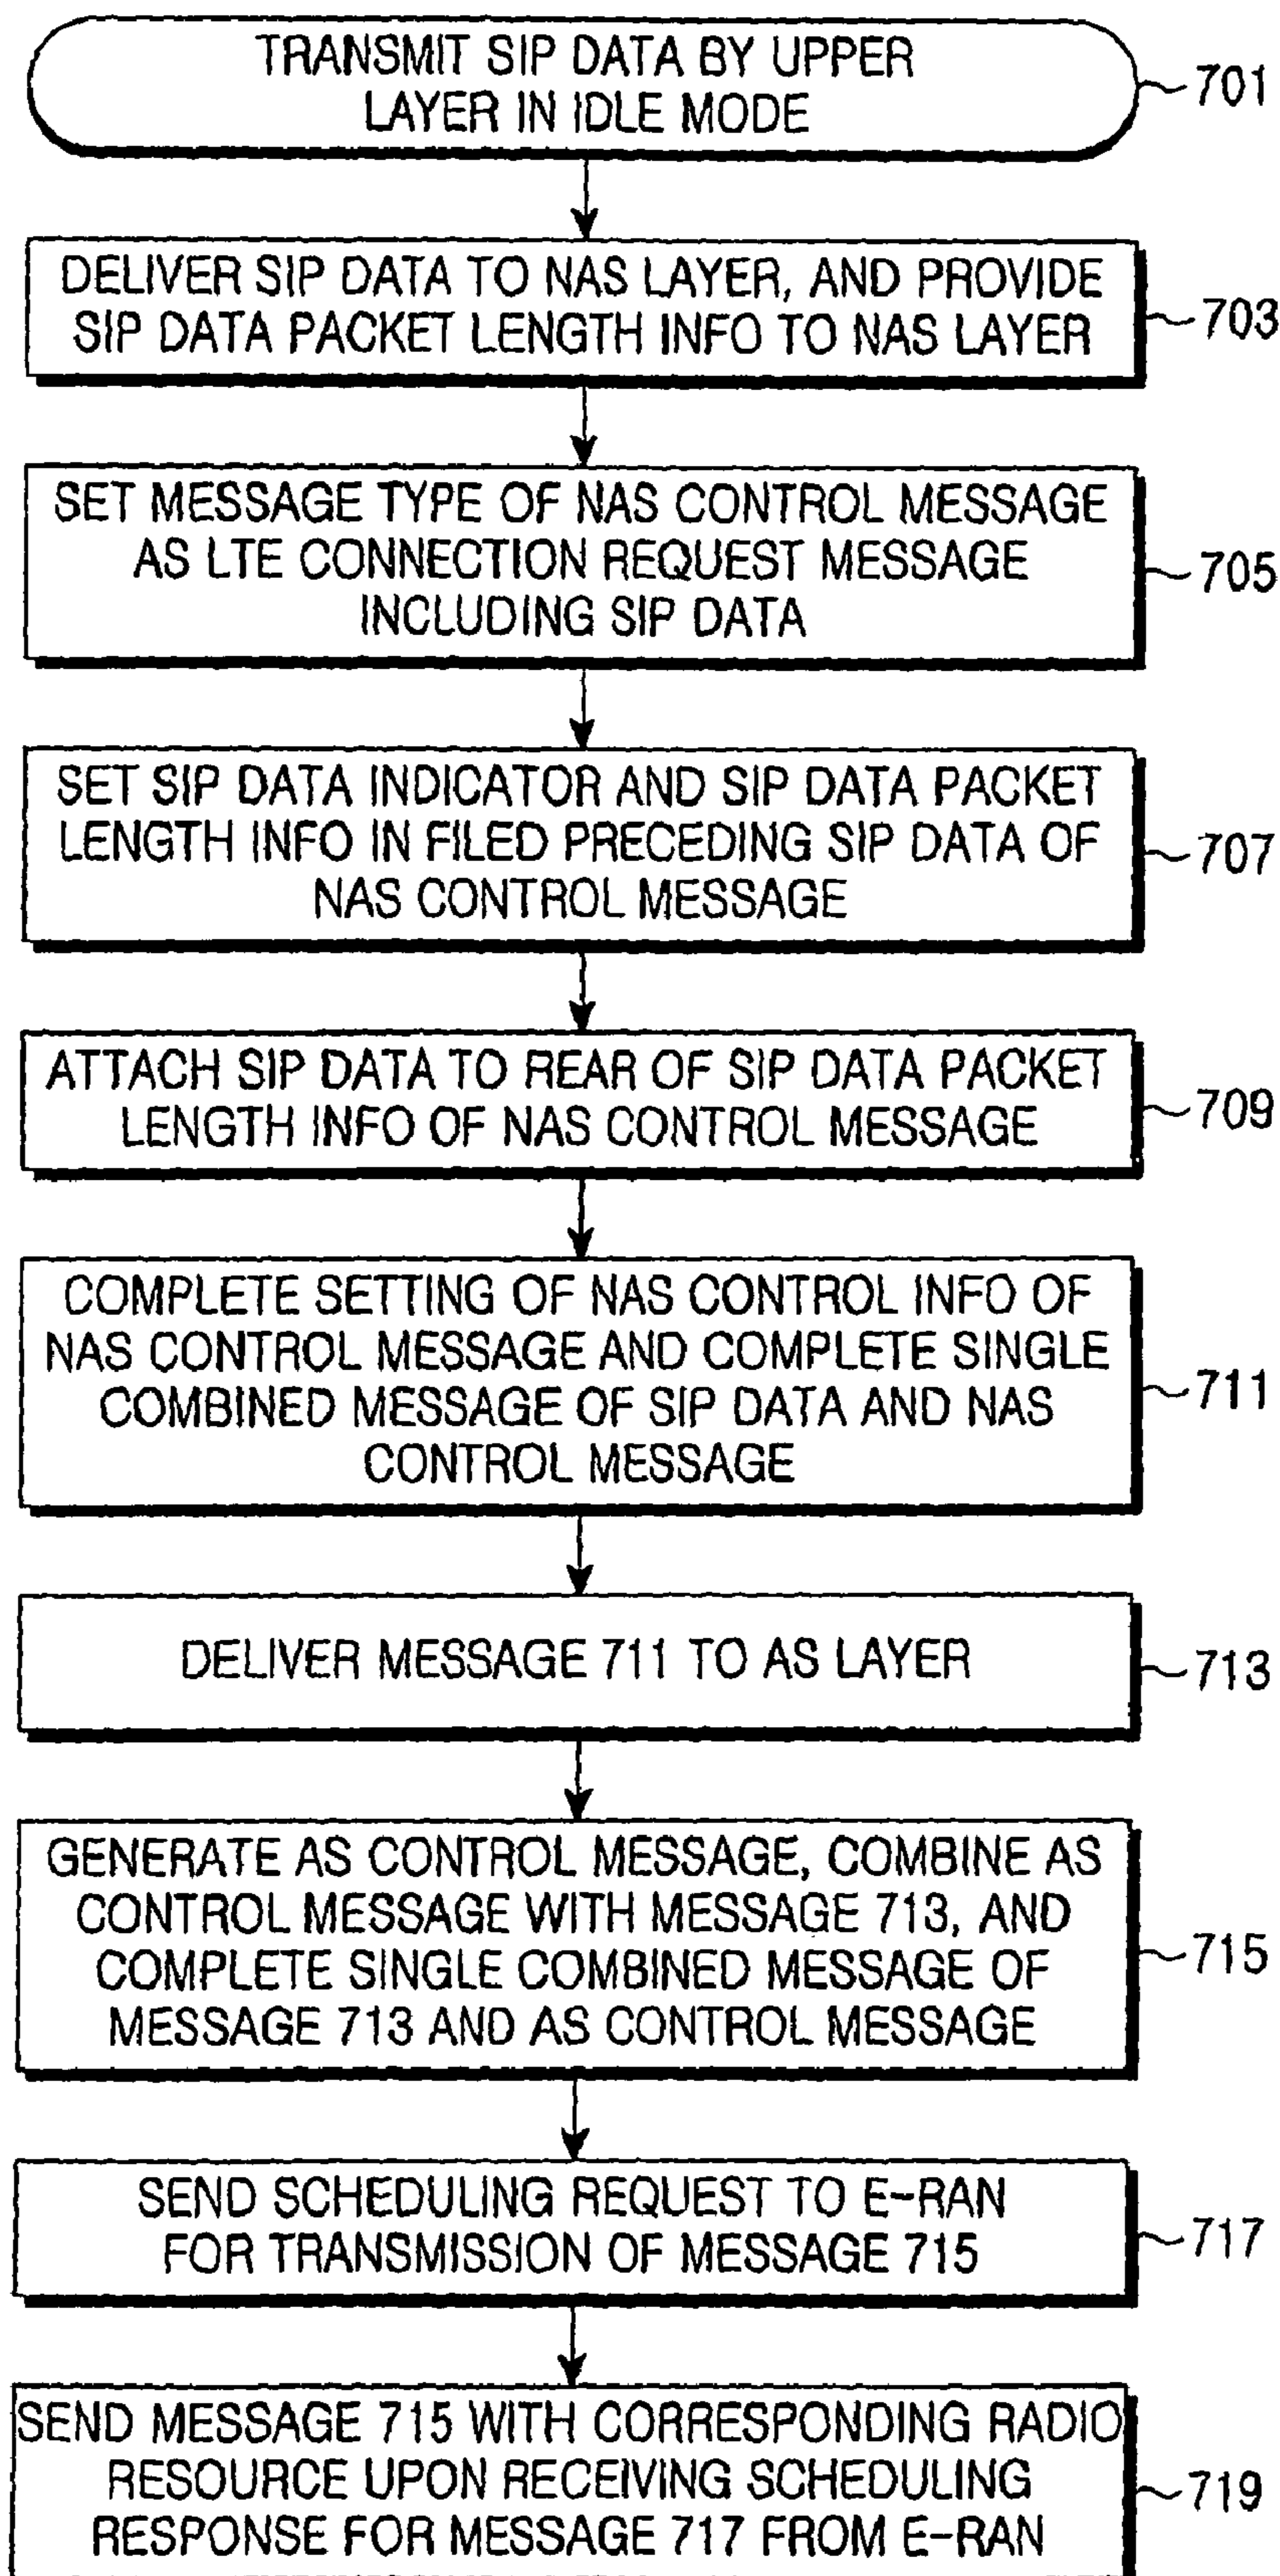 TRANSMIT SIP DATA BY UPPER
LAYER IN IDLE MODE
701
DELIVER SIP DATA TO NAS LAYER, AND PROVIDE
SIP DATA PACKET LENGTH INFO TO NAS LAYER
703
SET MESSAGE TYPE OF NAS CONTROL MESSAGE
AS LTE CONNECTION REQUEST MESSAGE
INCLUDING SIP DATA
705
SET SIP DATA INDICATOR AND SIP DATA PACKET
LENGTH INFO IN FILED PRECEDING SIP DATA OF
NAS CONTROL MESSAGE
707
ATTACH SIP DATA TO REAR OF SIP DATA PACKET
LENGTH INFO OF NAS CONTROL MESSAGE
709
COMPLETE SETTING OF NAS CONTROL INFO OF
NAS CONTROL MESSAGE AND COMPLETE SINGLE
COMBINED MESSAGE OF SIP DATA AND NAS
CONTROL MESSAGE
711
DELIVER MESSAGE 711 TO AS LAYER
713
GENERATE AS CONTROL MESSAGE, COMBINE AS
CONTROL MESSAGE WITH MESSAGE 713, AND
COMPLETE SINGLE COMBINED MESSAGE OF
MESSAGE 713 AND AS CONTROL MESSAGE
715
SEND SCHEDULING REQUEST TO E-RAN
FOR TRANSMISSION OF MESSAGE 715
717
SEND MESSAGE 715 WITH CORRESPONDING RADIO
RESOURCE UPON RECEIVING SCHEDULING
RESPONSE FOR MESSAGE 717 FROM E-RAN
719